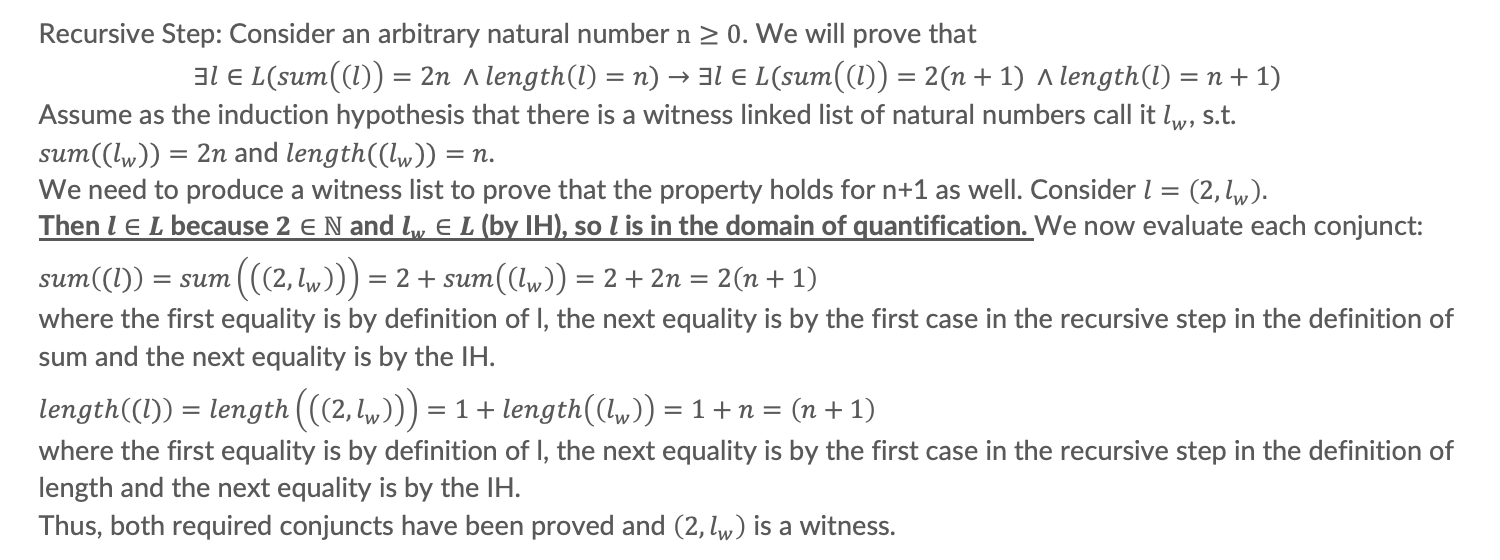 Recursive Step: Consider an arbitrary natural number n ≥ 0. We will prove that
∃l ∈ L(sum((l)) = 2n ∧ length(l) = n) → ∃l ∈ L(sum((l)) = 2(n + 1) ∧ length(l) = n + 1)
Assume as the induction hypothesis that there is a witness linked list of natural numbers call it l_w, s.t.
sum((l_w)) = 2n and length((l_w)) = n.
We need to produce a witness list to prove that the property holds for n+1 as well. Consider l = (2, l_w).
Then l ∈ L because 2 ∈ ℕ and l_w ∈ L (by IH), so l is in the domain of quantification. We now evaluate each conjunct:
sum((l)) = sum(((2, l_w))) = 2 + sum((l_w)) = 2 + 2n = 2(n + 1)
where the first equality is by definition of l, the next equality is by the first case in the recursive step in the definition of
sum and the next equality is by the IH.
length((l)) = length(((2, l_w))) = 1 + length((l_w)) = 1 + n = (n + 1)
where the first equality is by definition of l, the next equality is by the first case in the recursive step in the definition of
length and the next equality is by the IH.
Thus, both required conjuncts have been proved and (2, l_w) is a witness.